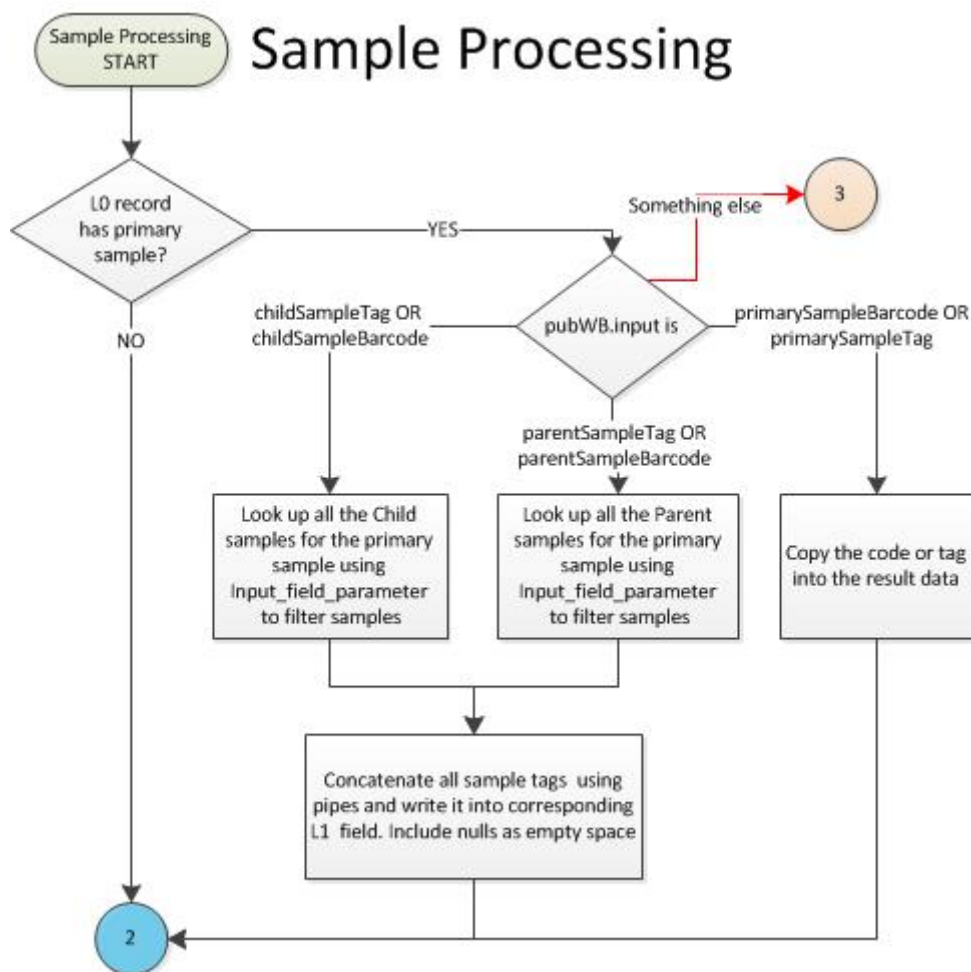 Sample Processing
START
Sample Processing
L0 record
has primary
sample?
YES
NO
Something else
3
pubWB.input is
childSampleTag OR
childSampleBarcode
primarySampleBarcode OR
primarySampleTag
parentSampleTag OR
parentSampleBarcode
Look up all the Child
samples for the primary
sample using
Input_field_parameter
to filter samples
Look up all the Parent
samples for the primary
sample using
Input_field_parameter
to filter samples
Copy the code or tag
into the result data
Concatenate all sample tags using
pipes and write it into corresponding
L1 field. Include nulls as empty space
2